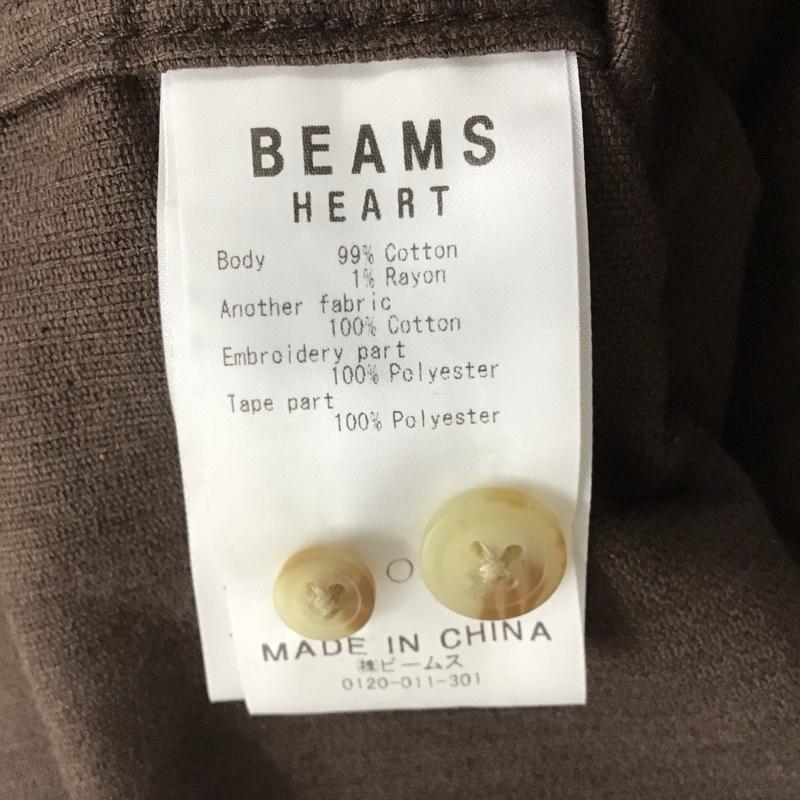 BEAMS
HEART
Body 99% Cotton
1% Rayon
Another fabric
100% Cotton
Embroidery part
100% Polyester
Tape part
100% Polyester
MADE IN CHINA
㈱ビームス
0120-011-301